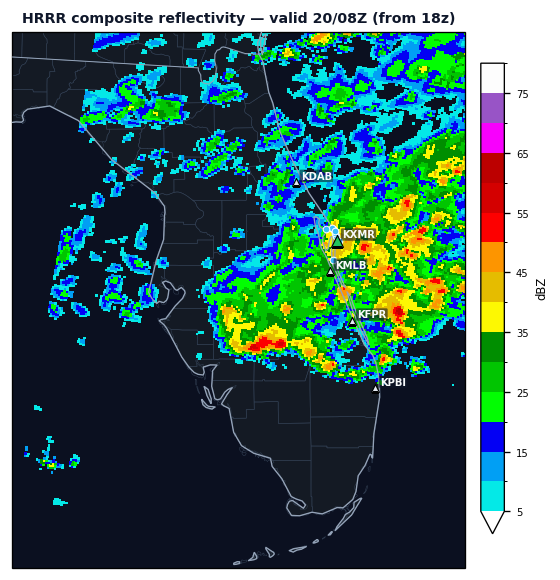 HRRR composite reflectivity — valid 20/08Z (from 18z)
KDAB
KXMR
KMLB
KFPR
KPBI
75
65
55
45
35
25
15
5
dBZ